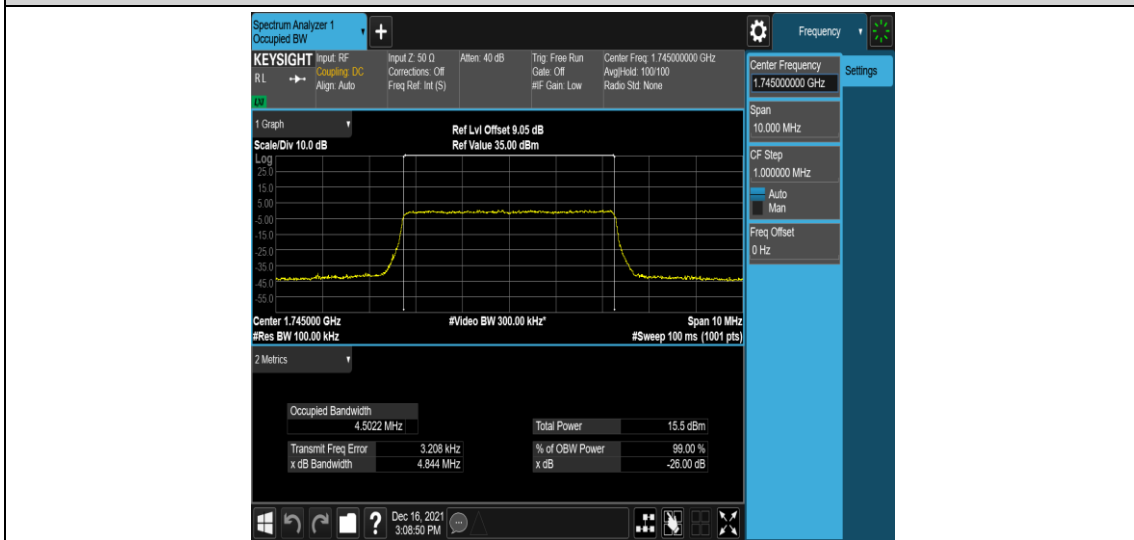 Spectrum Analyzer 1
Occupied BW
+
Frequency
KEYSIGHT
RL
LXI
Input: RF
Coupling: DC
Align: Auto
Input Z: 50 Ω
Corrections: Off
Freq Ref: Int (S)
Atten: 40 dB
Trig: Free Run
Gate: Off
#IF Gain: Low
Center Freq: 1.745000000 GHz
Avg|Hold: 100/100
Radio Std: None
Center Frequency
1.745000000 GHz
Settings
Span
10.000 MHz
CF Step
1.000000 MHz
Auto
Man
Freq Offset
0 Hz
1 Graph
Ref Lvl Offset 9.05 dB
Scale/Div 10.0 dB
Ref Value 35.00 dBm
Log
25.0
15.0
5.00
-5.00
-15.0
-25.0
-35.0
-45.0
-55.0
Center 1.745000 GHz
#Video BW 300.00 kHz*
Span 10 MHz
#Res BW 100.00 kHz
#Sweep 100 ms (1001 pts)
2 Metrics
Occupied Bandwidth
4.5022 MHz
Total Power 15.5 dBm
Transmit Freq Error 3.208 kHz
% of OBW Power 99.00 %
x dB Bandwidth 4.844 MHz
x dB -26.00 dB
?
Dec 16, 2021
3:08:50 PM